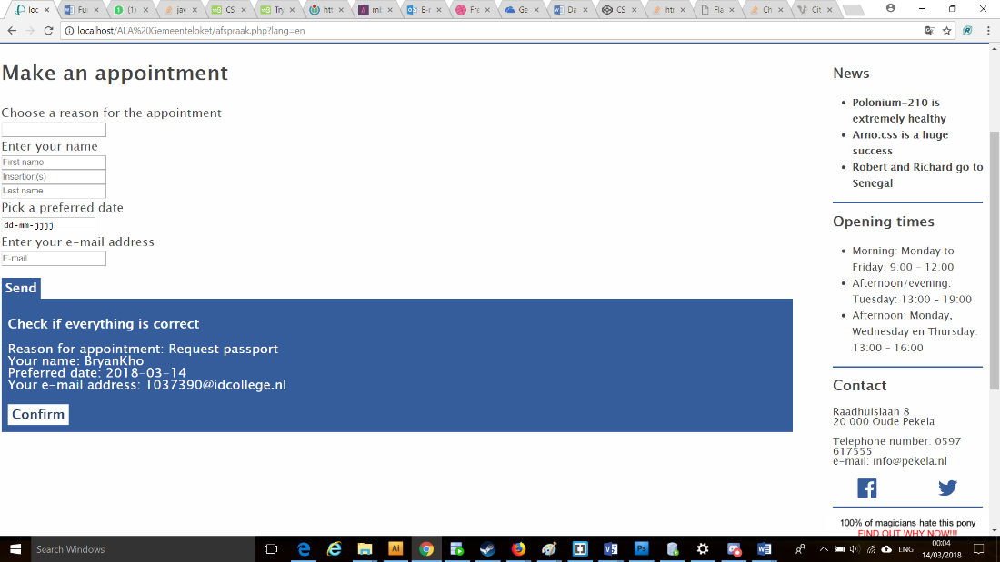 loc
Fur
(1)
jav
CS
Try
htt
mi:
E-r
Fro
Ge
Da
CS
htr
Fla
Ch
Cit
localhost/ALA%20Gemeenteloket/afspraak.php?lang=en
Make an appointment
Choose a reason for the appointment
Enter your name
First name
Insertion(s)
Last name
Pick a preferred date
dd-mm-jjjj
Enter your e-mail address
E-mail
Send
Check if everything is correct
Reason for appointment: Request passport
Your name: BryanKho
Preferred date: 2018-03-14
Your e-mail address: 1037390@idcollege.nl
Confirm
News
Polonium-210 is
extremely healthy
Arno.css is a huge
success
Robert and Richard go to
Senegal
Opening times
Morning: Monday to
Friday: 9:00 - 12:00
Afternoon/evening:
Tuesday: 13:00 - 19:00
Afternoon: Monday,
Wednesday en Thursday:
13:00 - 16:00
Contact
Raadhuislaan 8
20 000 Oude Pekela
Telephone number: 0597
617555
e-mail: info@pekela.nl
100% of magicians hate this pony
FIND OUT WHY NOW!!!
Search Windows
ENG
00:04
14/03/2018